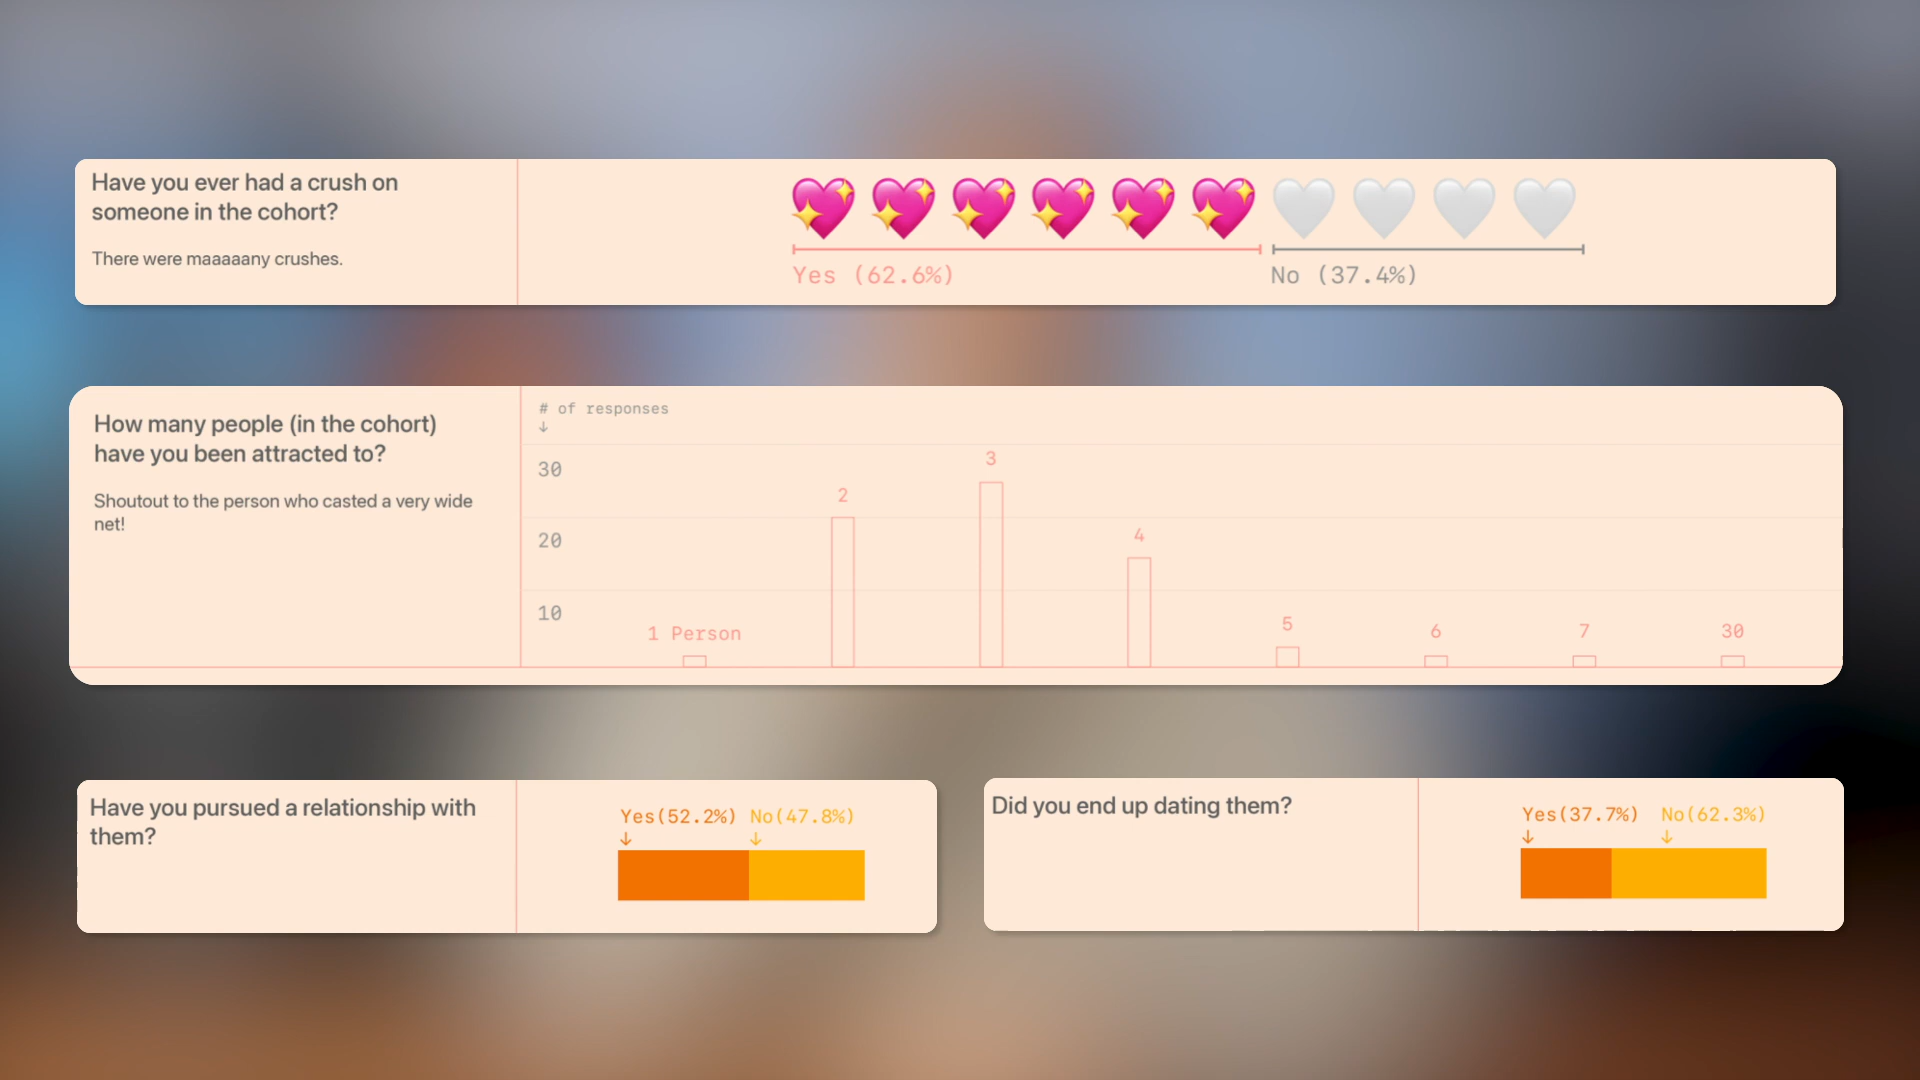 Have you ever had a crush on
someone in the cohort?
There were maaaaany crushes.
Yes (62.6%)
No (37.4%)
How many people (in the cohort)
have you been attracted to?
Shoutout to the person who casted a very wide
net!
# of responses
↓
30
20
10
1 Person
2
3
4
5
6
7
30
Have you pursued a relationship with
them?
Yes(52.2%) No(47.8%)
↓ ↓
Did you end up dating them?
Yes(37.7%) No(62.3%)
↓ ↓